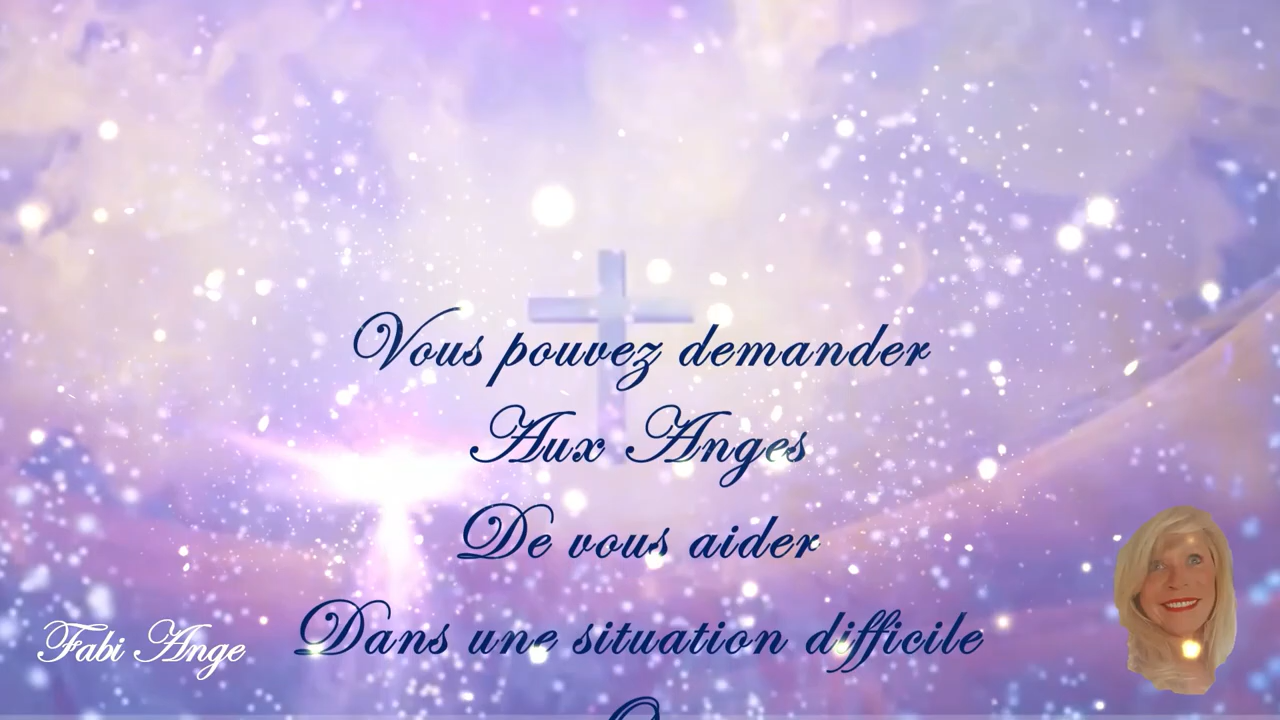 Vous pouvez demander
Aux Anges
De vous aider
Dans une situation difficile
Fabi Ange